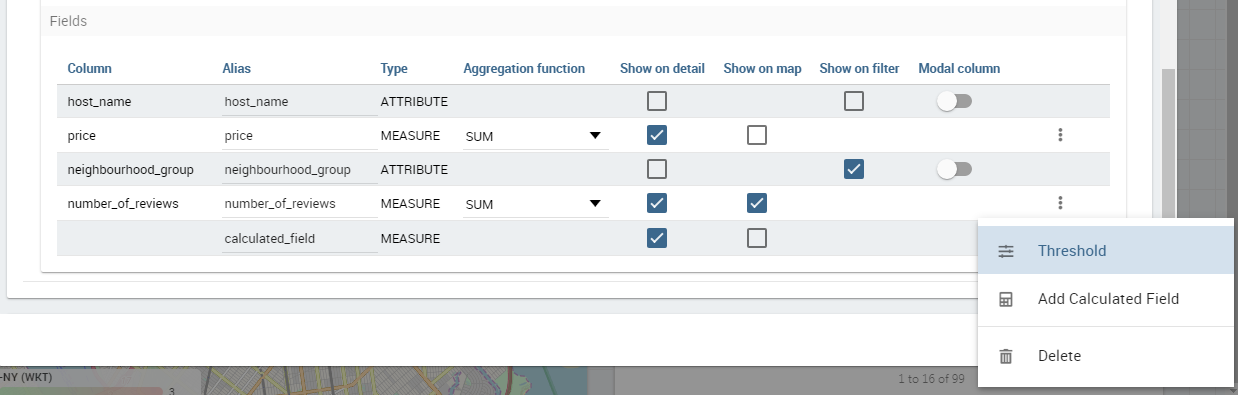 Fields
Column Alias Type Aggregation function Show on detail Show on map Show on filter Modal column
host_name host_name ATTRIBUTE
price price MEASURE SUM
neighbourhood_group neighbourhood_group ATTRIBUTE
number_of_reviews number_of_reviews MEASURE SUM
calculated_field MEASURE
Threshold
Add Calculated Field
Delete
-NY (WKT)
3
1 to 16 of 99